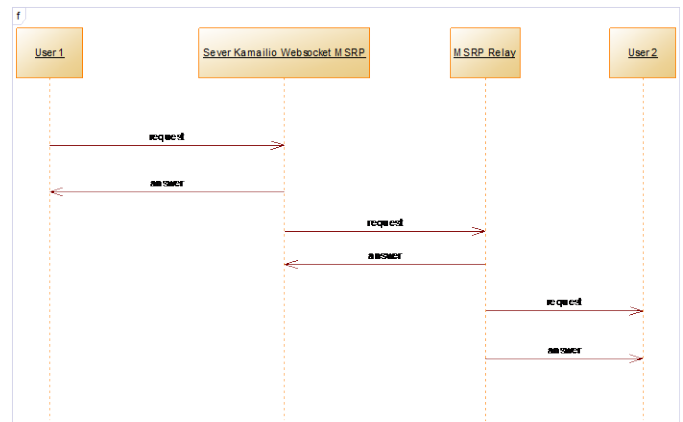 f
User 1
Sever Kamailio Websocket MSRP
MSRP Relay
User 2
request
answer
request
answer
request
answer